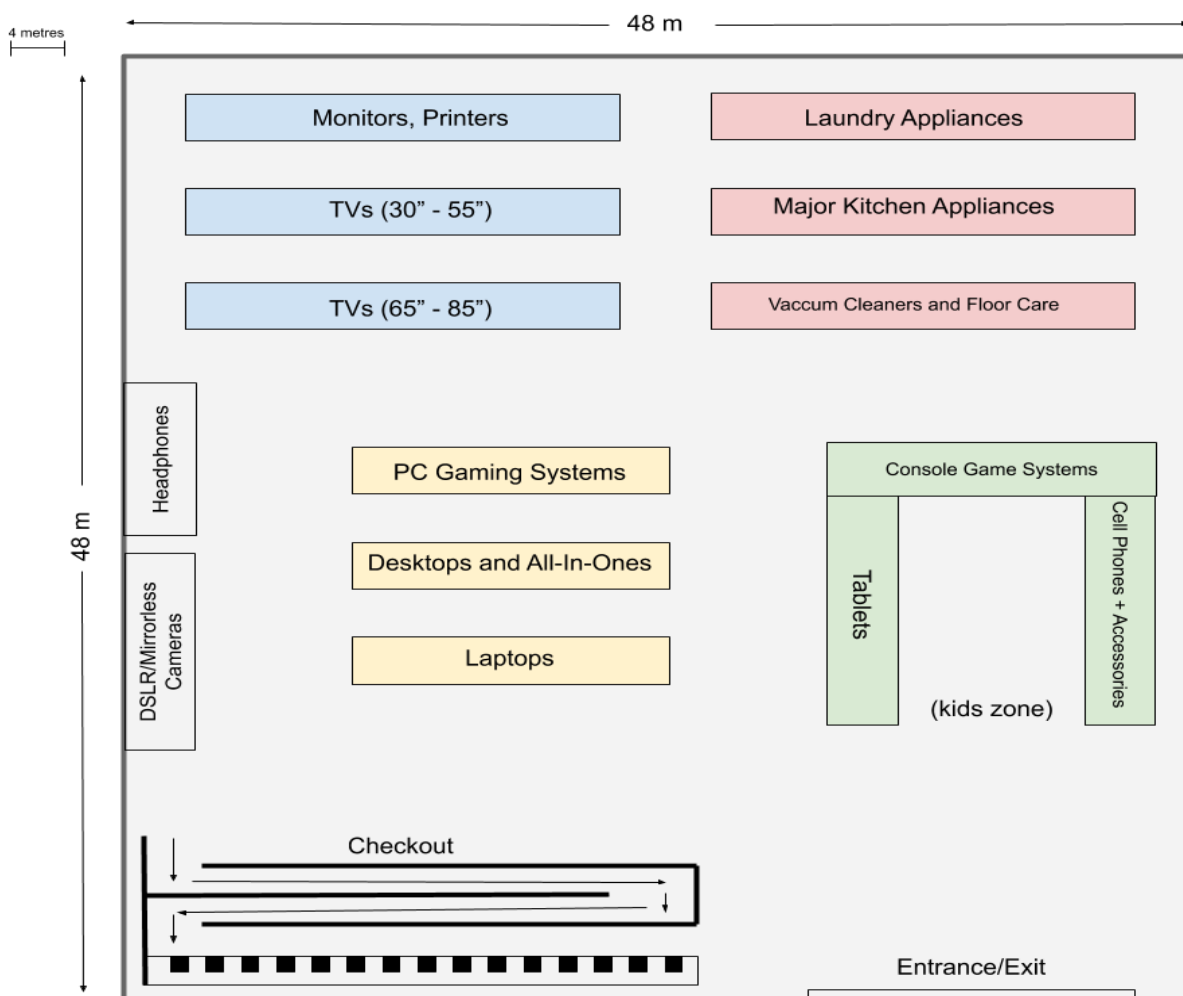 48 m
4 metres
Monitors, Printers
Laundry Appliances
TVs (30” - 55”)
Major Kitchen Appliances
TVs (65” - 85”)
Vaccum Cleaners and Floor Care
Headphones
PC Gaming Systems
Console Game Systems
48 m
Desktops and All-In-Ones
Tablets
Cell Phones + Accessories
DSLR/Mirrorless
Cameras
Laptops
(kids zone)
Checkout
Entrance/Exit